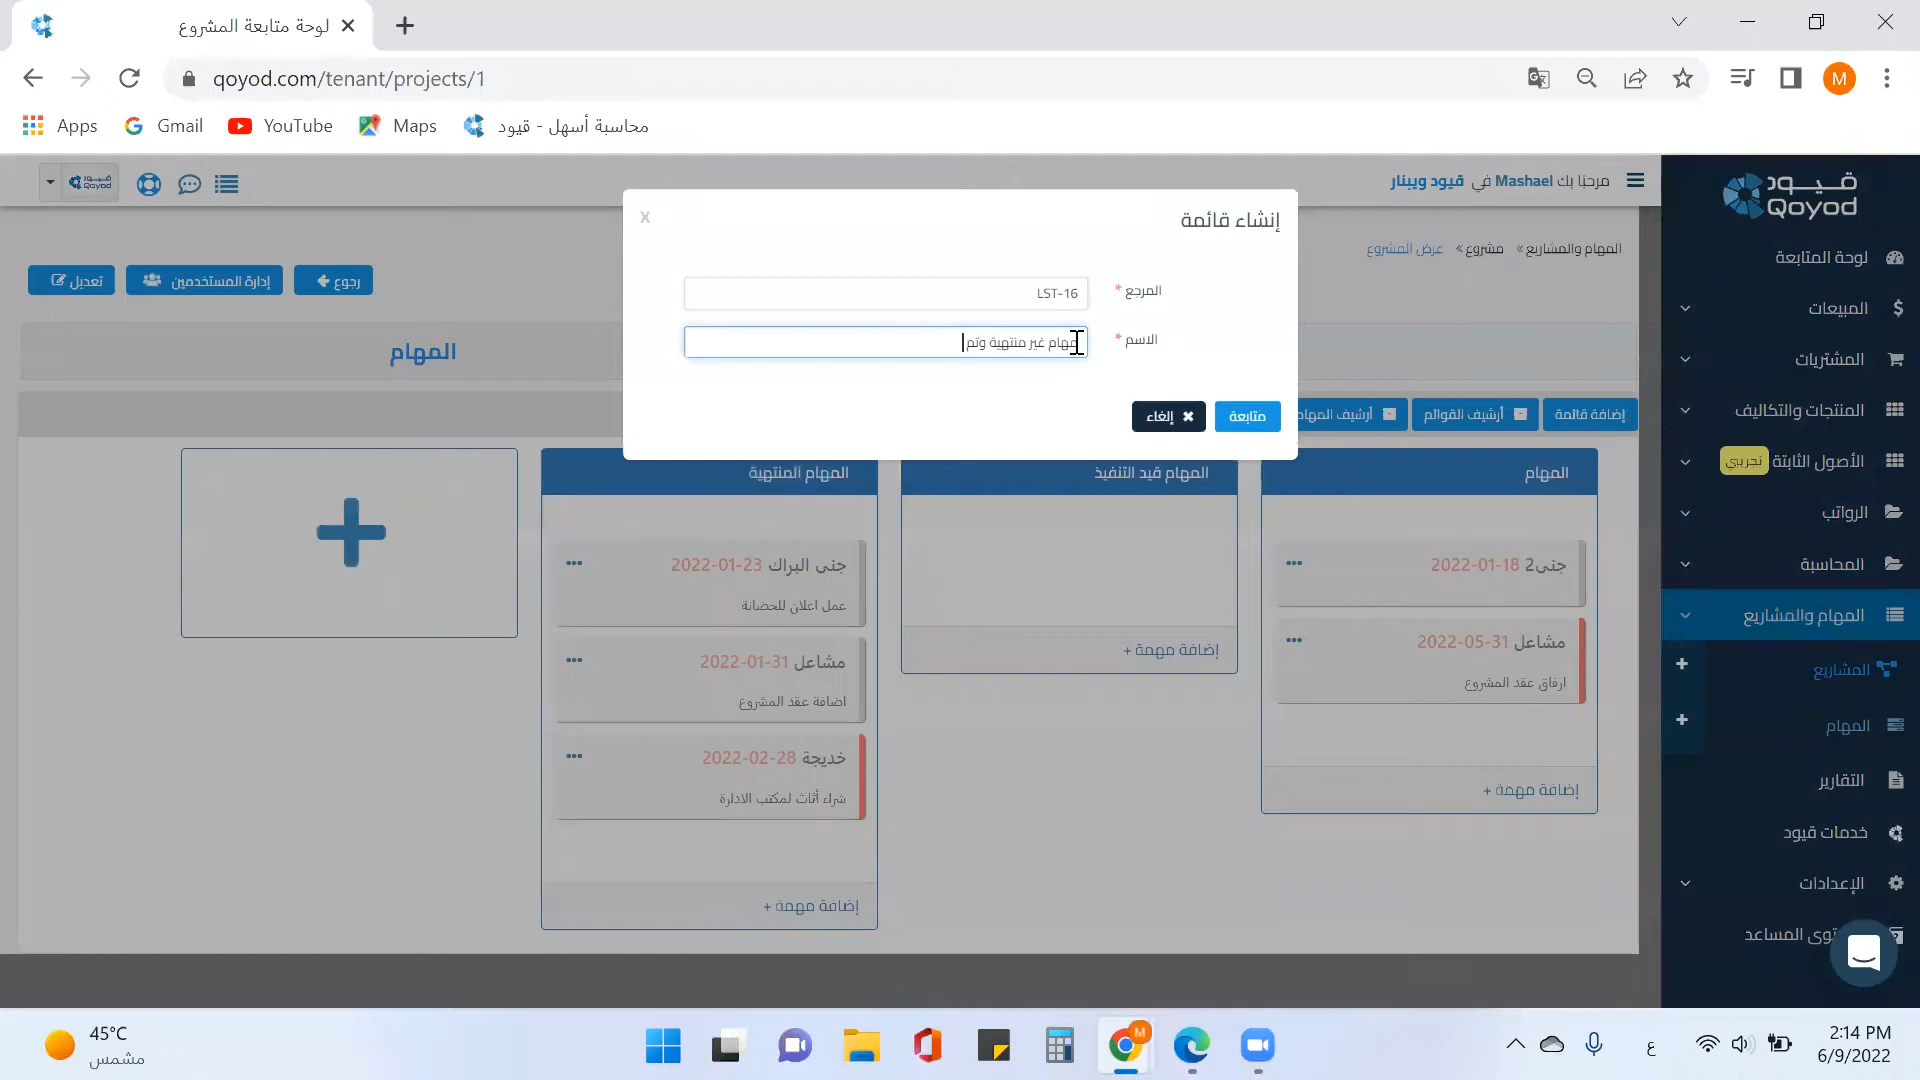 لوحة متابعة المشروع
qoyod.com/tenant/projects/1
M
Apps
Gmail
YouTube
Maps
محاسبة أسهل - قيود
قيود Qoyod
مرحبًا بك Mashael في قيود ويبنار
قيود
Qoyod
المهام والمشاريع » مشروع » عرض المشروع
رجوع
إدارة المستخدمين
تعديل
المهام
إنشاء قائمة
X
المرجع *
LST-16
الاسم *
مهام غير منتهية وتم
متابعة
إلغاء
إضافة قائمة
أرشيف القوائم
أرشيف المهام
المهام
جنى2 2022-01-18
مشاعل 2022-05-31
ارفاق عقد المشروع
إضافة مهمة +
المهام قيد التنفيذ
إضافة مهمة +
المهام المنتهية
جنى البراك 2022-01-23
عمل اعلان للحضانة
مشاعل 2022-01-31
اضافة عقد المشروع
خديجة 2022-02-28
شراء أثاث لمكتب الادارة
إضافة مهمة +
لوحة المتابعة
المبيعات
المشتريات
المنتجات والتكاليف
الأصول الثابتة تجريبي
الرواتب
المحاسبة
المهام والمشاريع
المشاريع
المهام
التقارير
خدمات قيود
الإعدادات
توى المساعد
45°C
مشمس
M
ع
2:14 PM
6/9/2022